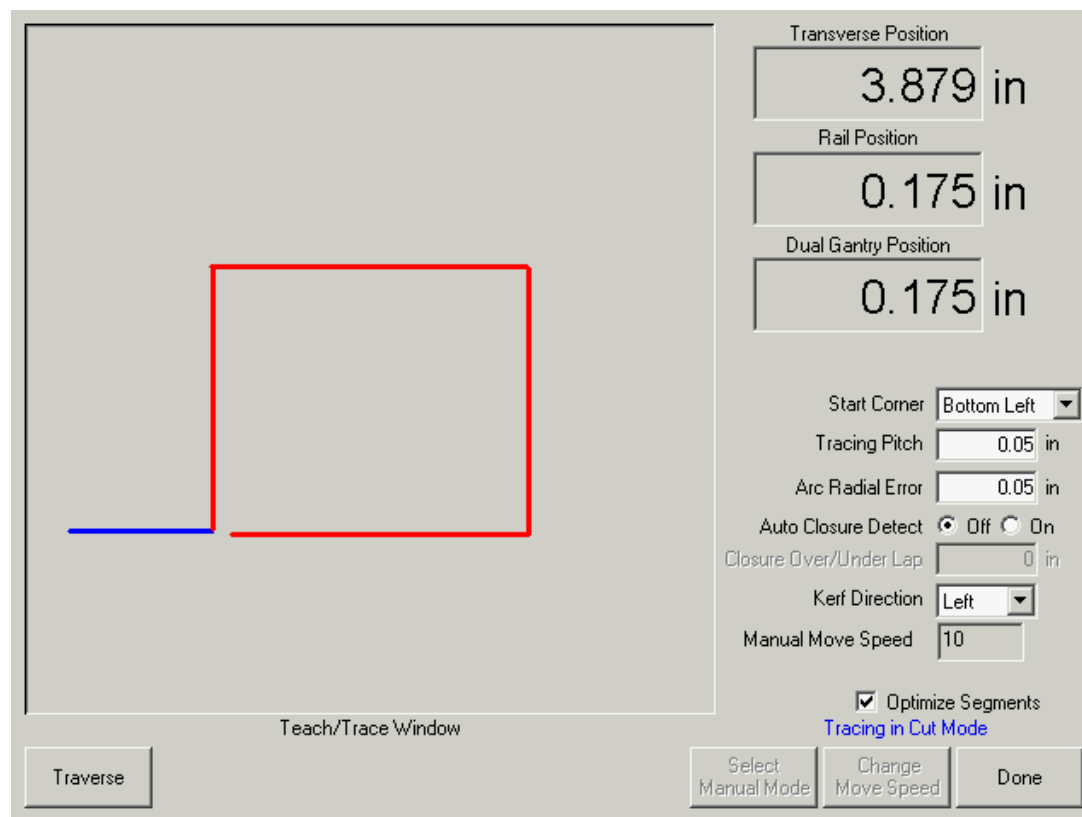 Transverse Position
3.879 in
Rail Position
0.175 in
Dual Gantry Position
0.175 in
Start Corner Bottom Left
Tracing Pitch 0.05 in
Arc Radial Error 0.05 in
Auto Closure Detect Off On
Closure Over/Under Lap 0 in
Kerf Direction Left
Manual Move Speed 10
Optimize Segments
Teach/Trace Window Tracing in Cut Mode
Traverse
Select
Manual Mode
Change
Move Speed
Done